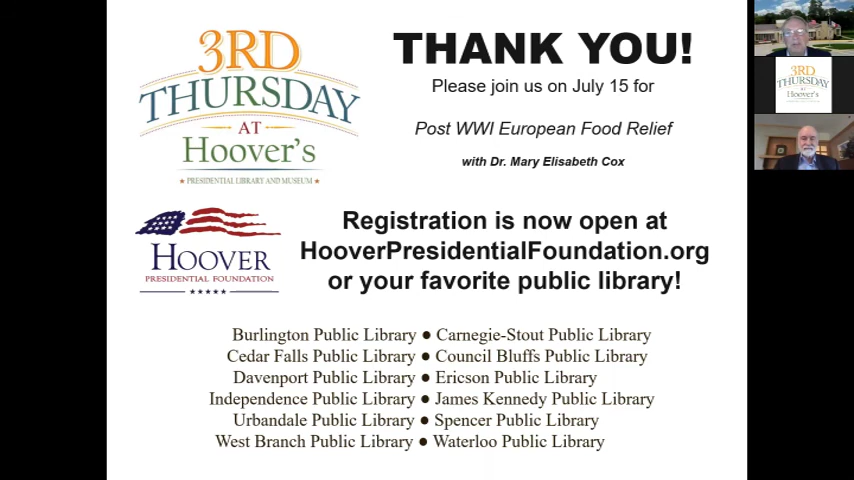 3RD
THURSDAY
AT
Hoover's
PRESIDENTIAL LIBRARY AND MUSEUM
THANK YOU!
Please join us on July 15 for
Post WWI European Food Relief
with Dr. Mary Elisabeth Cox
HOOVER
PRESIDENTIAL FOUNDATION
Registration is now open at
HooverPresidentialFoundation.org
or your favorite public library!
Burlington Public Library ● Carnegie-Stout Public Library
Cedar Falls Public Library ● Council Bluffs Public Library
Davenport Public Library ● Ericson Public Library
Independence Public Library ● James Kennedy Public Library
Urbandale Public Library ● Spencer Public Library
West Branch Public Library ● Waterloo Public Library
3RD
THURSDAY
AT
Hoover's